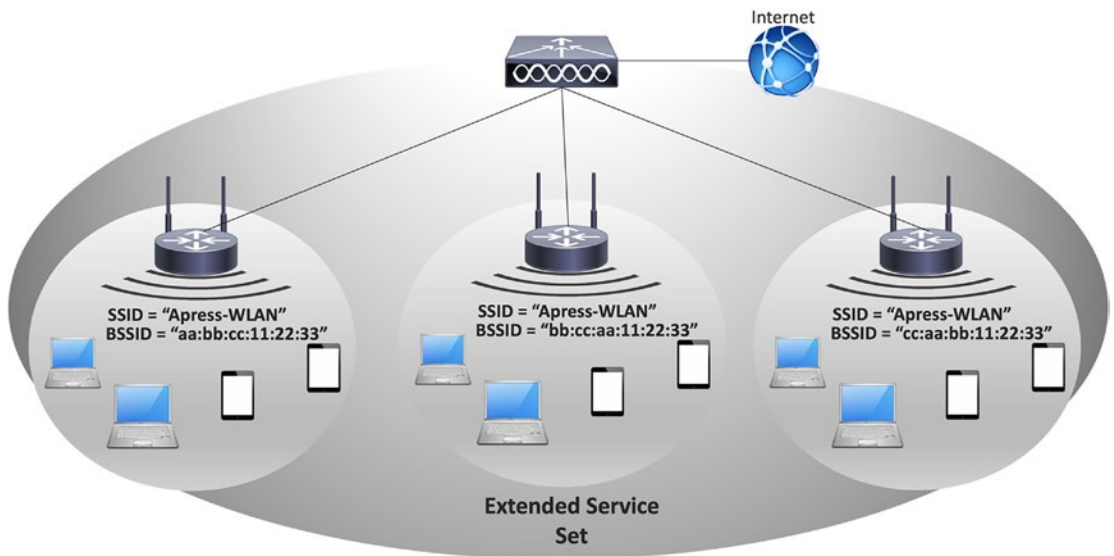 Internet
SSID = “Apress-WLAN”
BSSID = “aa:bb:cc:11:22:33”
SSID = “Apress-WLAN”
BSSID = “bb:cc:aa:11:22:33”
SSID = “Apress-WLAN”
BSSID = “cc:aa:bb:11:22:33”
Extended Service
Set